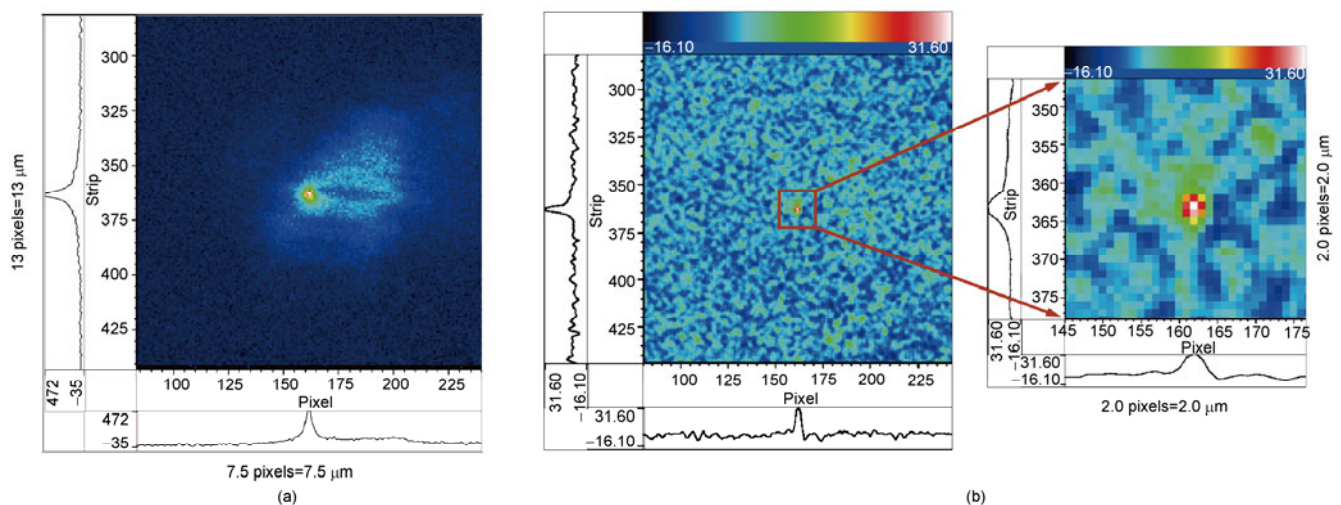 300
325
350
375
400
425
Strip
13 pixels=13 μm
472
−35
100 125 150 175 200 225
Pixel
472
−35
7.5 pixels=7.5 μm
(a)
−16.10 31.60
300
325
350
375
400
425
Strip
31.60
−16.10
100 125 150 175 200 225
Pixel
31.60
−16.10
−16.10 31.60
350
355
360
365
370
375
Strip
2.0 pixels=2.0 μm
31.60
−16.10
145 150 155 160 165 170 175
Pixel
31.60
−16.10
2.0 pixels=2.0 μm
(b)